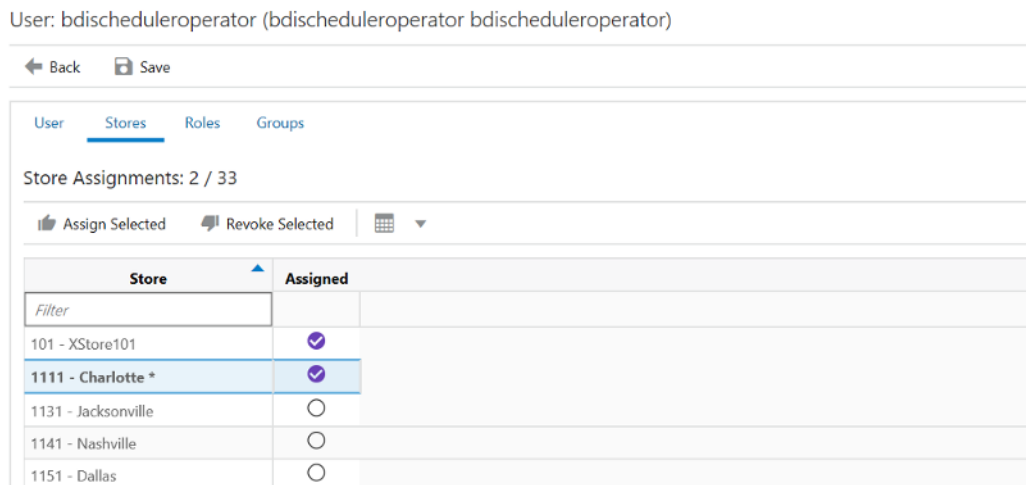 User: bdischeduleroperator (bdischeduleroperator bdischeduleroperator)
Back Save
User Stores Roles Groups
Store Assignments: 2 / 33
Assign Selected Revoke Selected
Store Assigned
Filter
101 - XStore101
1111 - Charlotte *
1131 - Jacksonville
1141 - Nashville
1151 - Dallas